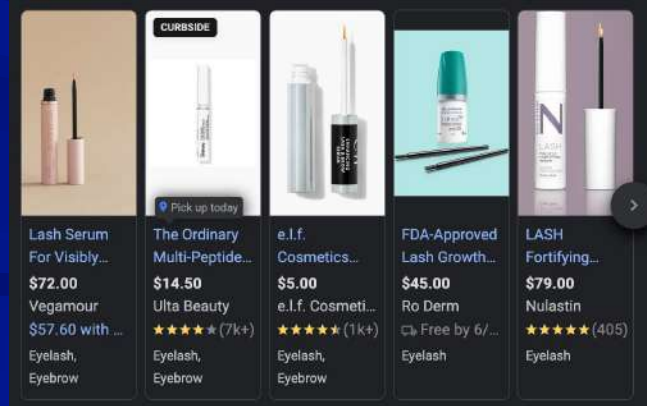 CURBSIDE
Pick up today
N
LASH
Lash Serum
For Visibly...
$72.00
Vegamour
$57.60 with ...
Eyelash,
Eyebrow
The Ordinary
Multi-Peptide...
$14.50
Ulta Beauty
(7k+)
Eyelash,
Eyebrow
e.l.f.
Cosmetics...
$5.00
e.l.f. Cosmeti...
(1k+)
Eyelash,
Eyebrow
FDA-Approved
Lash Growth...
$45.00
Ro Derm
Free by 6/...
Eyelash
LASH
Fortifying...
$79.00
Nulastin
(405)
Eyelash